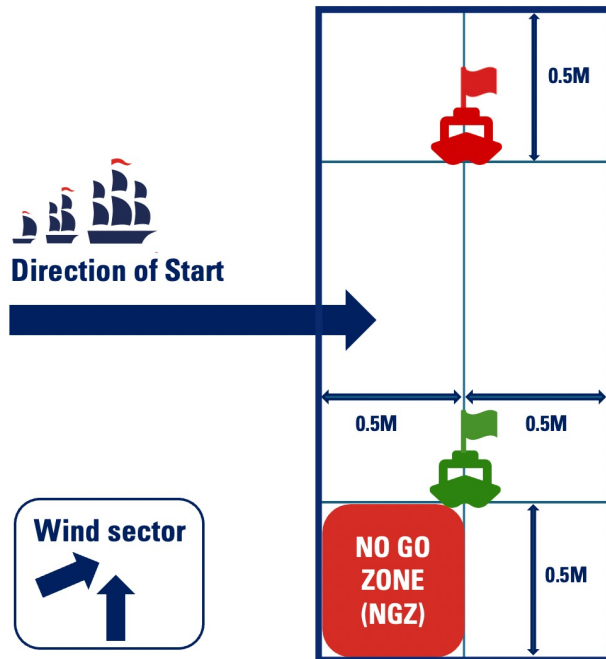 0.5M
Direction of Start
0.5M
0.5M
Wind sector
NO GO
ZONE
(NGZ)
0.5M